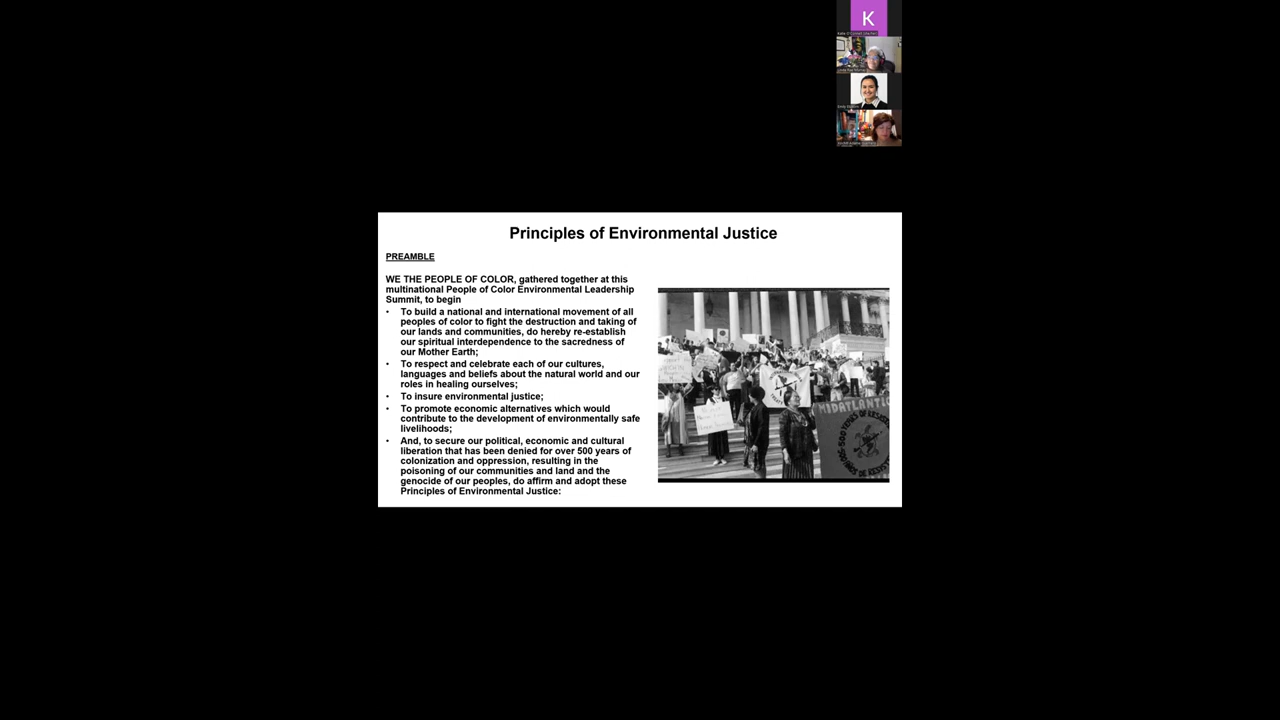 K
Principles of Environmental Justice
PREAMBLE
WE THE PEOPLE OF COLOR, gathered together at this
multinational People of Color Environmental Leadership
Summit, to begin
• To build a national and international movement of all
peoples of color to fight the destruction and taking of
our lands and communities, do hereby re-establish
our spiritual interdependence to the sacredness of
our Mother Earth;
• To respect and celebrate each of our cultures,
languages and beliefs about the natural world and our
roles in healing ourselves;
• To insure environmental justice;
• To promote economic alternatives which would
contribute to the development of environmentally safe
livelihoods;
• And, to secure our political, economic and cultural
liberation that has been denied for over 500 years of
colonization and oppression, resulting in the
poisoning of our communities and land and the
genocide of our peoples, do affirm and adopt these
Principles of Environmental Justice:
MIDATLANTIC
500 YEARS OF